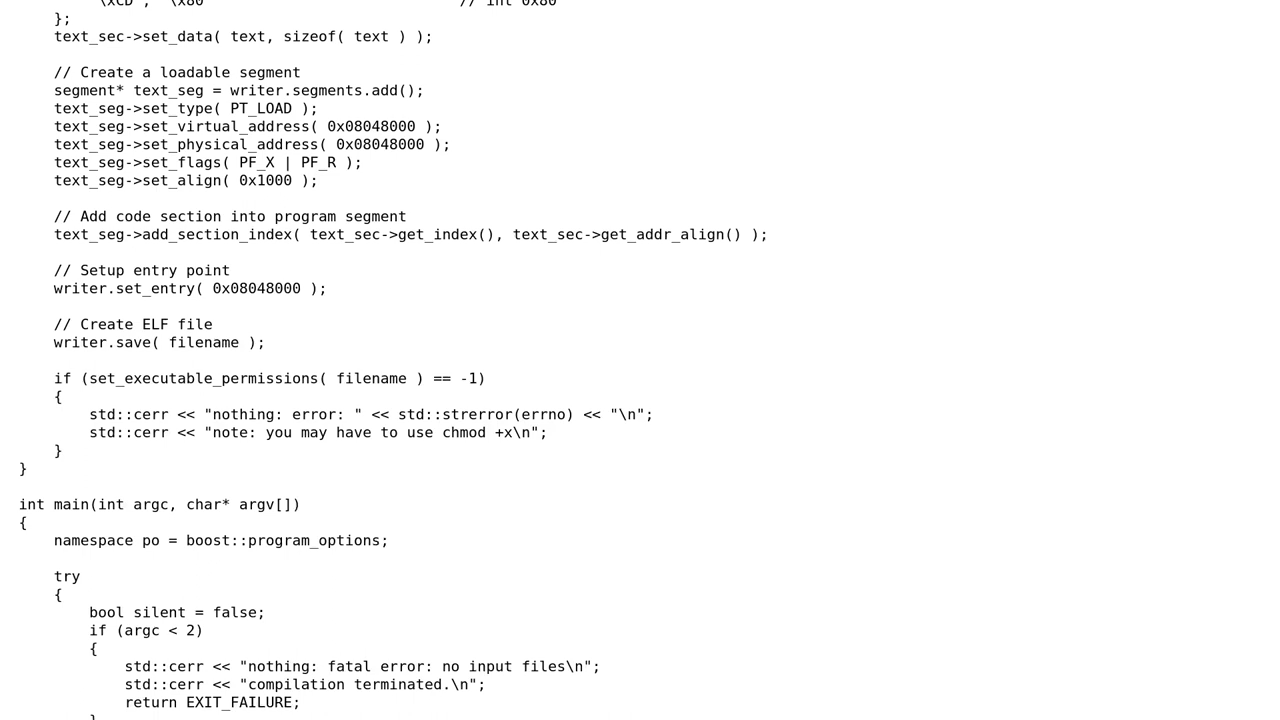 '\xCD', '\x80'                             // int 0x80
    };
    text_sec->set_data( text, sizeof( text ) );

    // Create a loadable segment
    segment* text_seg = writer.segments.add();
    text_seg->set_type( PT_LOAD );
    text_seg->set_virtual_address( 0x08048000 );
    text_seg->set_physical_address( 0x08048000 );
    text_seg->set_flags( PF_X | PF_R );
    text_seg->set_align( 0x1000 );

    // Add code section into program segment
    text_seg->add_section_index( text_sec->get_index(), text_sec->get_addr_align() );

    // Setup entry point
    writer.set_entry( 0x08048000 );

    // Create ELF file
    writer.save( filename );

    if (set_executable_permissions( filename ) == -1)
    {
        std::cerr << "nothing: error: " << std::strerror(errno) << "\n";
        std::cerr << "note: you may have to use chmod +x\n";
    }
}

int main(int argc, char* argv[])
{
    namespace po = boost::program_options;

    try
    {
        bool silent = false;
        if (argc < 2)
        {
            std::cerr << "nothing: fatal error: no input files\n";
            std::cerr << "compilation terminated.\n";
            return EXIT_FAILURE;
        }